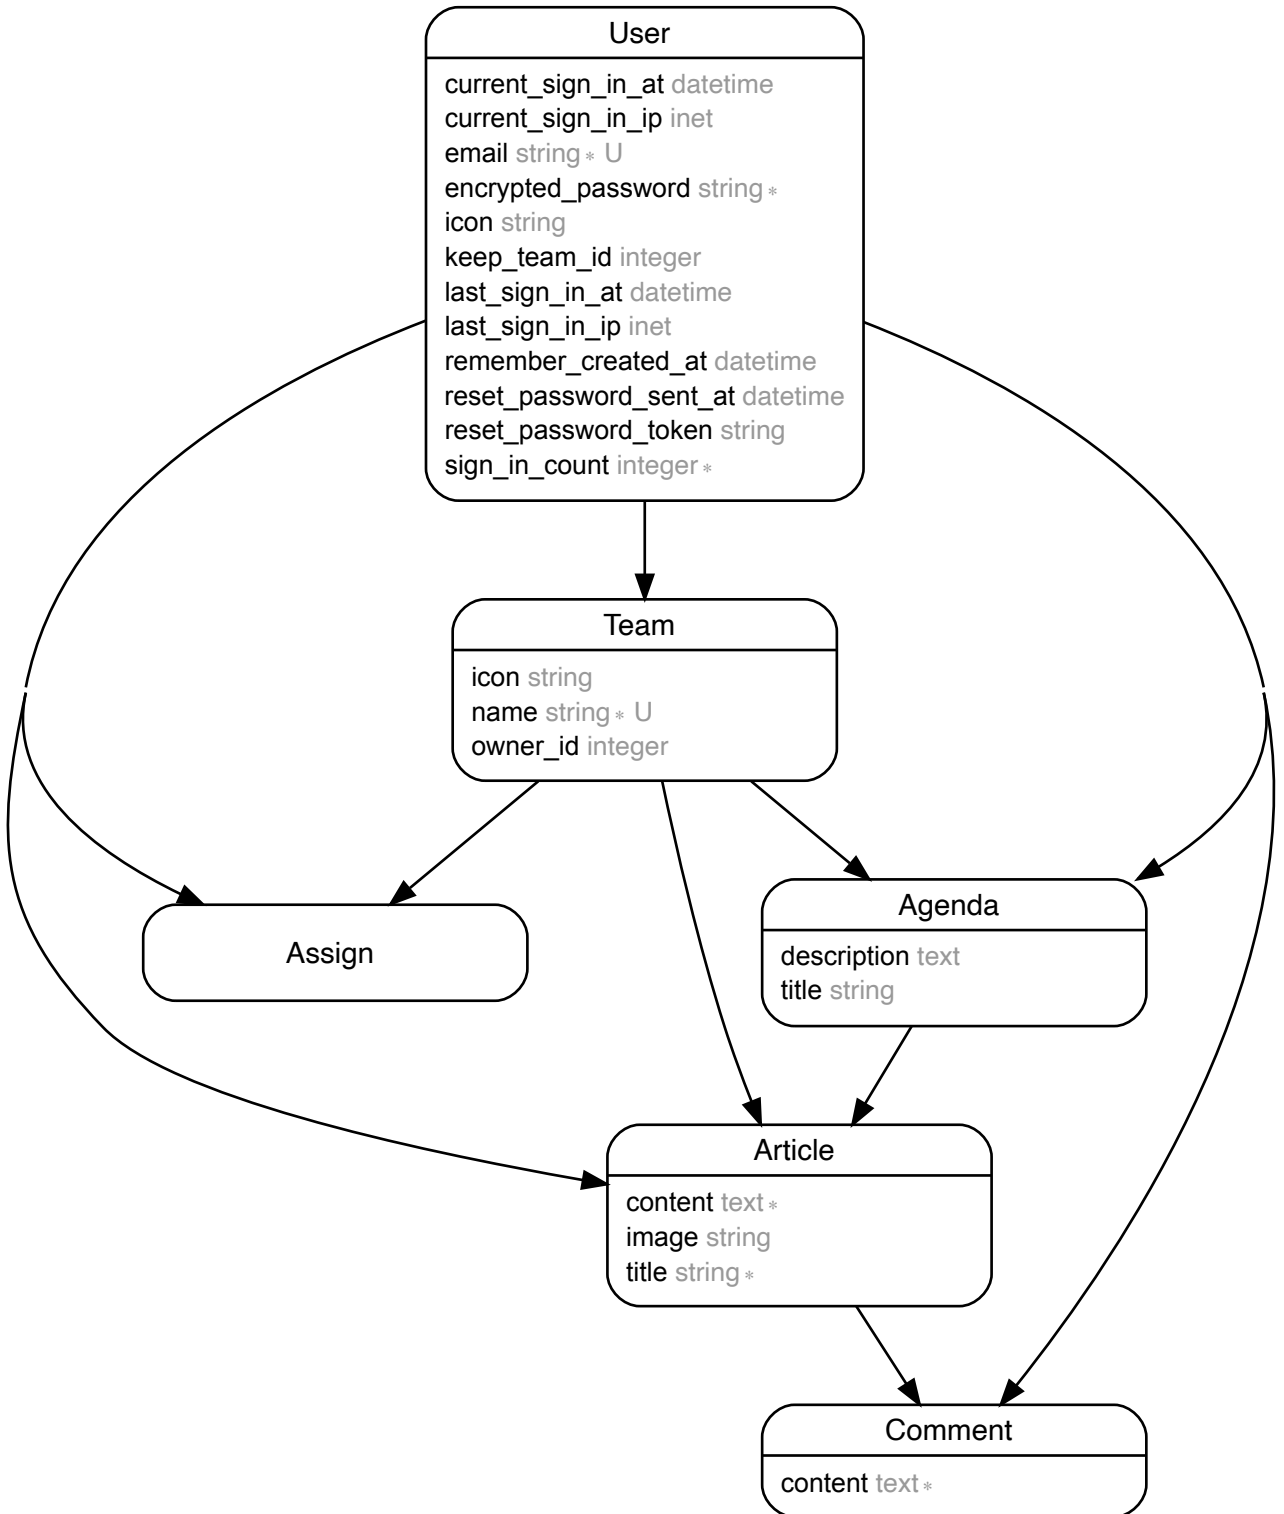 User
current_sign_in_at datetime
current_sign_in_ip inet
email string * U
encrypted_password string *
icon string
keep_team_id integer
last_sign_in_at datetime
last_sign_in_ip inet
remember_created_at datetime
reset_password_sent_at datetime
reset_password_token string
sign_in_count integer *
Team
icon string
name string * U
owner_id integer
Assign
Agenda
description text
title string
Article
content text *
image string
title string *
Comment
content text *